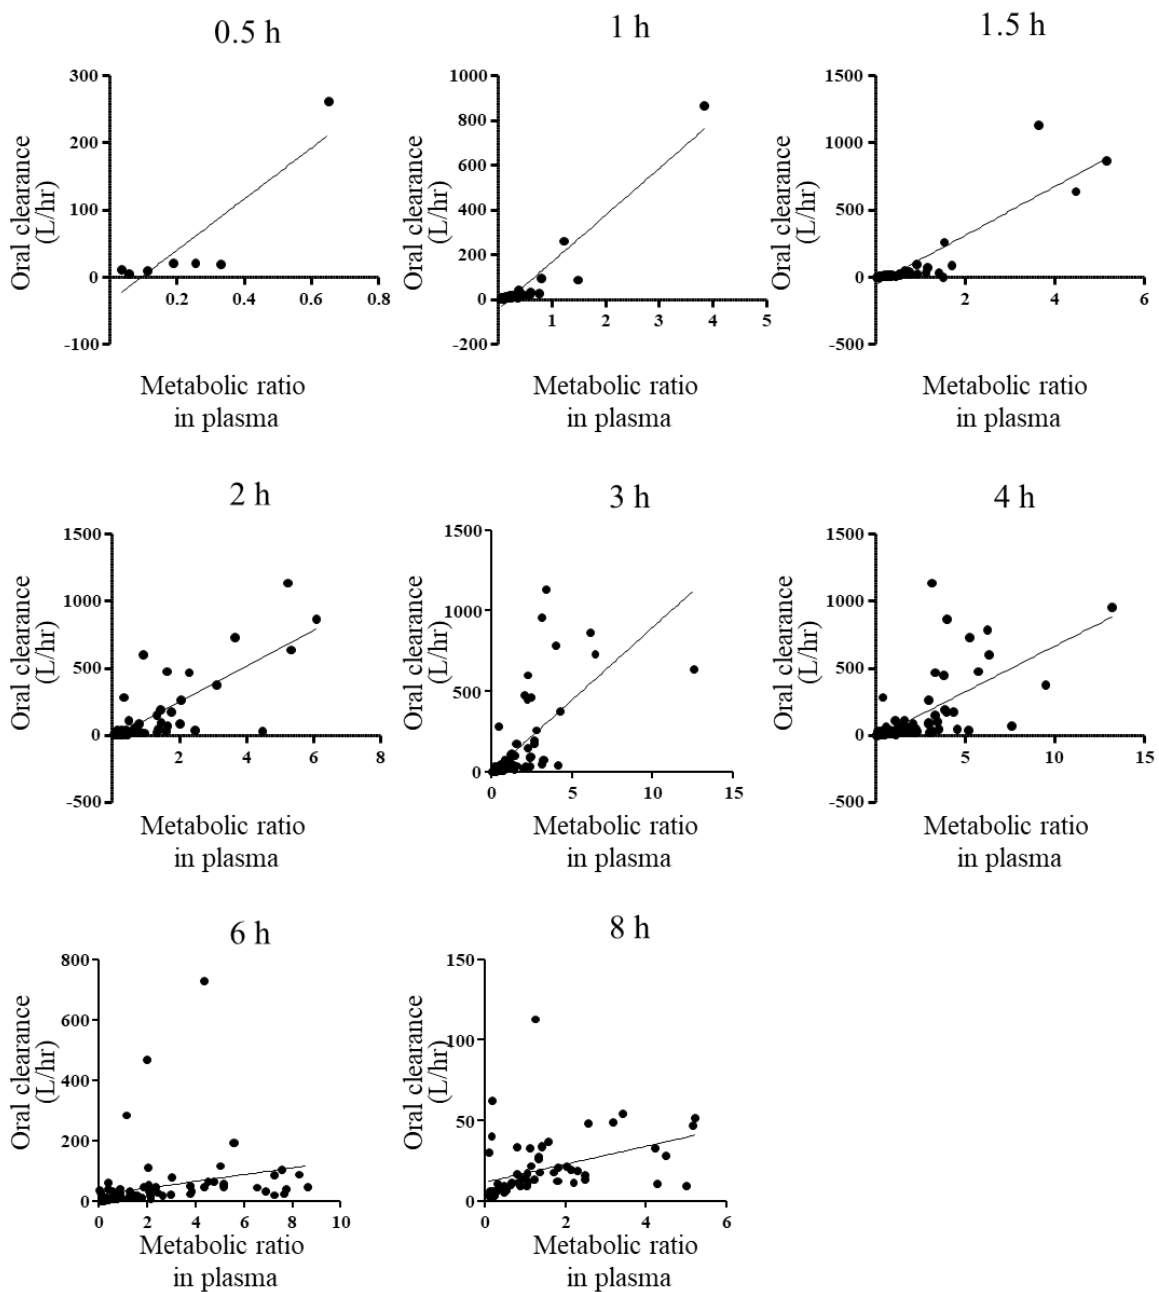 0.5 h
1 h
1.5 h
300
200
100
0
-100
0.2
0.4
0.6
0.8
Oral clearance
(L/hr)
Metabolic ratio
in plasma
1000
800
600
400
200
0
-200
1
2
3
4
5
Oral clearance
(L/hr)
Metabolic ratio
in plasma
1500
1000
500
0
-500
2
4
6
Oral clearance
(L/hr)
Metabolic ratio
in plasma
2 h
3 h
4 h
1500
1000
500
0
-500
2
4
6
8
Oral clearance
(L/hr)
Metabolic ratio
in plasma
1500
1000
500
0
0
5
10
15
Oral clearance
(L/hr)
Metabolic ratio
in plasma
1500
1000
500
0
-500
5
10
15
Oral clearance
(L/hr)
Metabolic ratio
in plasma
6 h
8 h
800
600
400
200
0
0
2
4
6
8
10
Oral clearance
(L/hr)
Metabolic ratio
in plasma
150
100
50
0
0
2
4
6
Oral clearance
(L/hr)
Metabolic ratio
in plasma